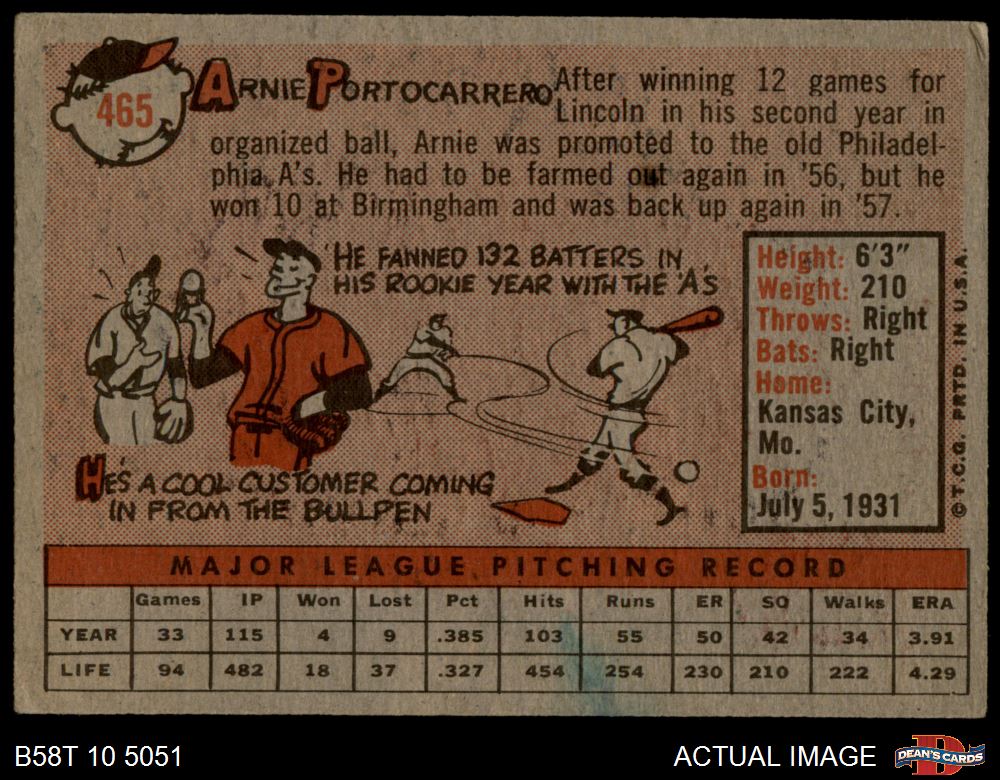 465
ARNIE PORTOCARRERO
After winning 12 games for
Lincoln in his second year in
organized ball, Arnie was promoted to the old Philadel-
phia A's. He had to be farmed out again in '56, but he
won 10 at Birmingham and was back up again in '57.
HE FANNED 132 BATTERS IN
HIS ROOKIE YEAR WITH THE 'A'S
HE'S A COOL CUSTOMER COMING
IN FROM THE BULLPEN
Height: 6'3"
Weight: 210
Throws: Right
Bats: Right
Home:
Kansas City,
Mo.
Born:
July 5, 1931
© T.C.G. PRTD. IN U.S.A.
MAJOR LEAGUE PITCHING RECORD
Games IP Won Lost Pct Hits Runs ER SO Walks ERA
YEAR 33 115 4 9 .385 103 55 50 42 34 3.91
LIFE 94 482 18 37 .327 454 254 230 210 222 4.29
B58T 10 5051
ACTUAL IMAGE
D
DEAN'S CARDS